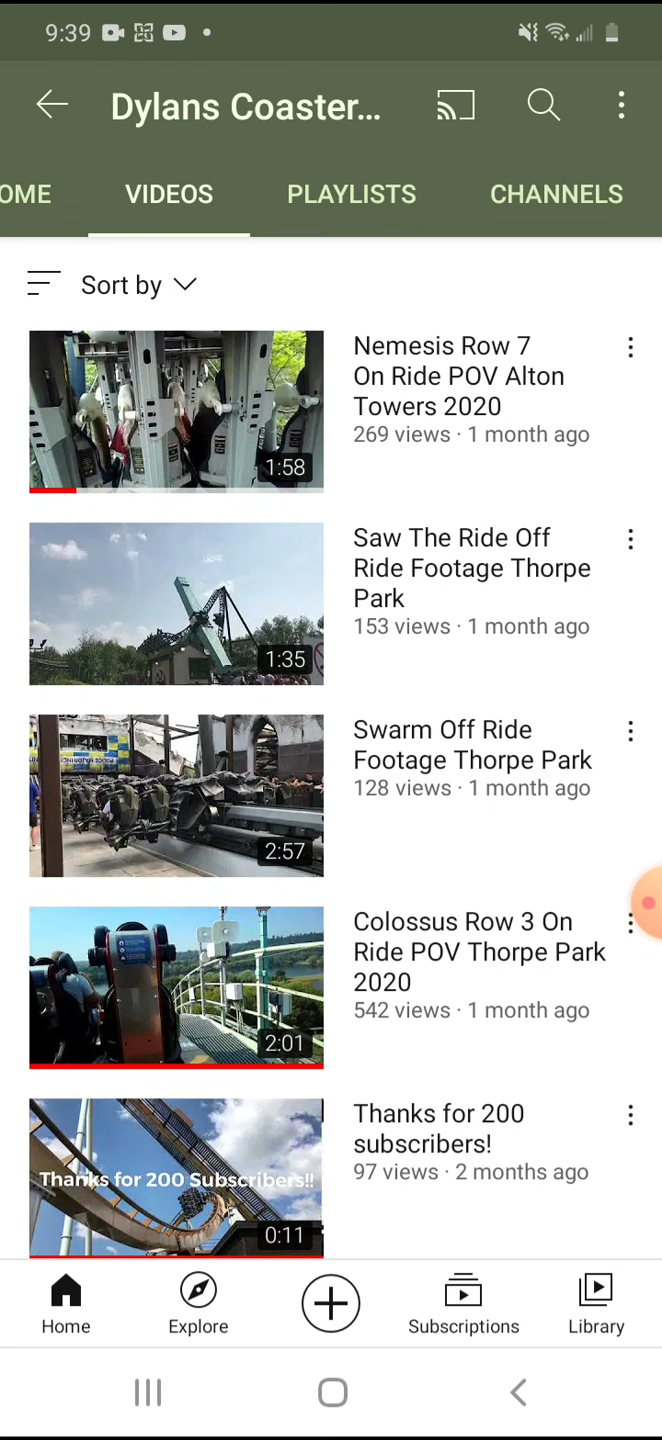 9:39
Dylans Coaster...
OME VIDEOS PLAYLISTS CHANNELS
Sort by
Nemesis Row 7
On Ride POV Alton
Towers 2020
269 views · 1 month ago
1:58
Saw The Ride Off
Ride Footage Thorpe
Park
153 views · 1 month ago
1:35
Swarm Off Ride
Footage Thorpe Park
128 views · 1 month ago
2:57
Colossus Row 3 On
Ride POV Thorpe Park
2020
542 views · 1 month ago
2:01
Thanks for 200
subscribers!
97 views · 2 months ago
Thanks for 200 Subscribers!!
0:11
Home Explore Subscriptions Library